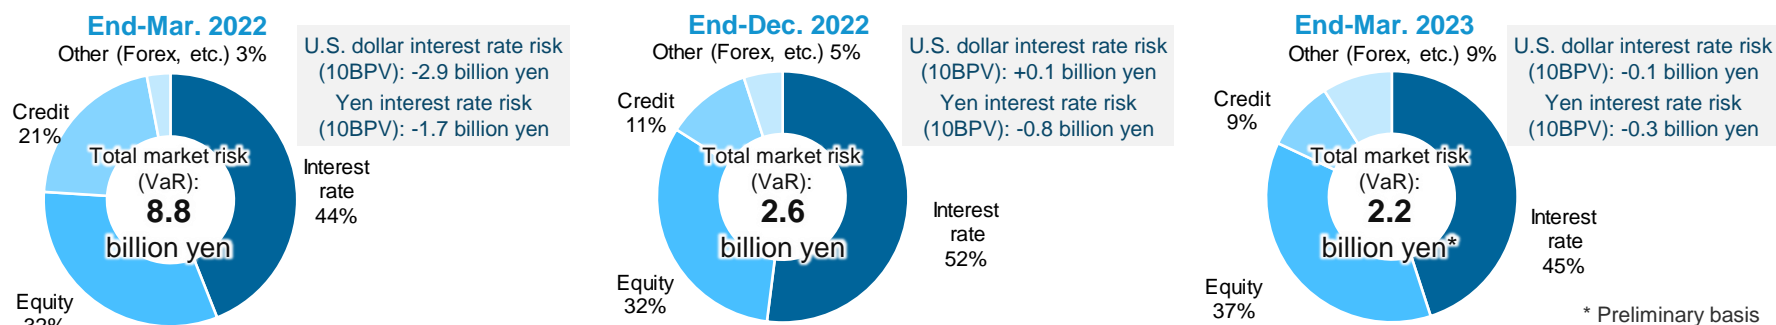 End-Mar. 2022
Other (Forex, etc.) 3%
U.S. dollar interest rate risk
(10BPV): -2.9 billion yen
Yen interest rate risk
(10BPV): -1.7 billion yen
Credit
21%
Total market risk
(VaR):
8.8
billion yen
Interest
rate
44%
Equity
32%
End-Dec. 2022
Other (Forex, etc.) 5%
U.S. dollar interest rate risk
(10BPV): +0.1 billion yen
Yen interest rate risk
(10BPV): -0.8 billion yen
Credit
11%
Total market risk
(VaR):
2.6
billion yen
Interest
rate
52%
Equity
32%
End-Mar. 2023
Other (Forex, etc.) 9%
U.S. dollar interest rate risk
(10BPV): -0.1 billion yen
Yen interest rate risk
(10BPV): -0.3 billion yen
Credit
9%
Total market risk
(VaR):
2.2
billion yen*
Interest
rate
45%
Equity
37%
* Preliminary basis